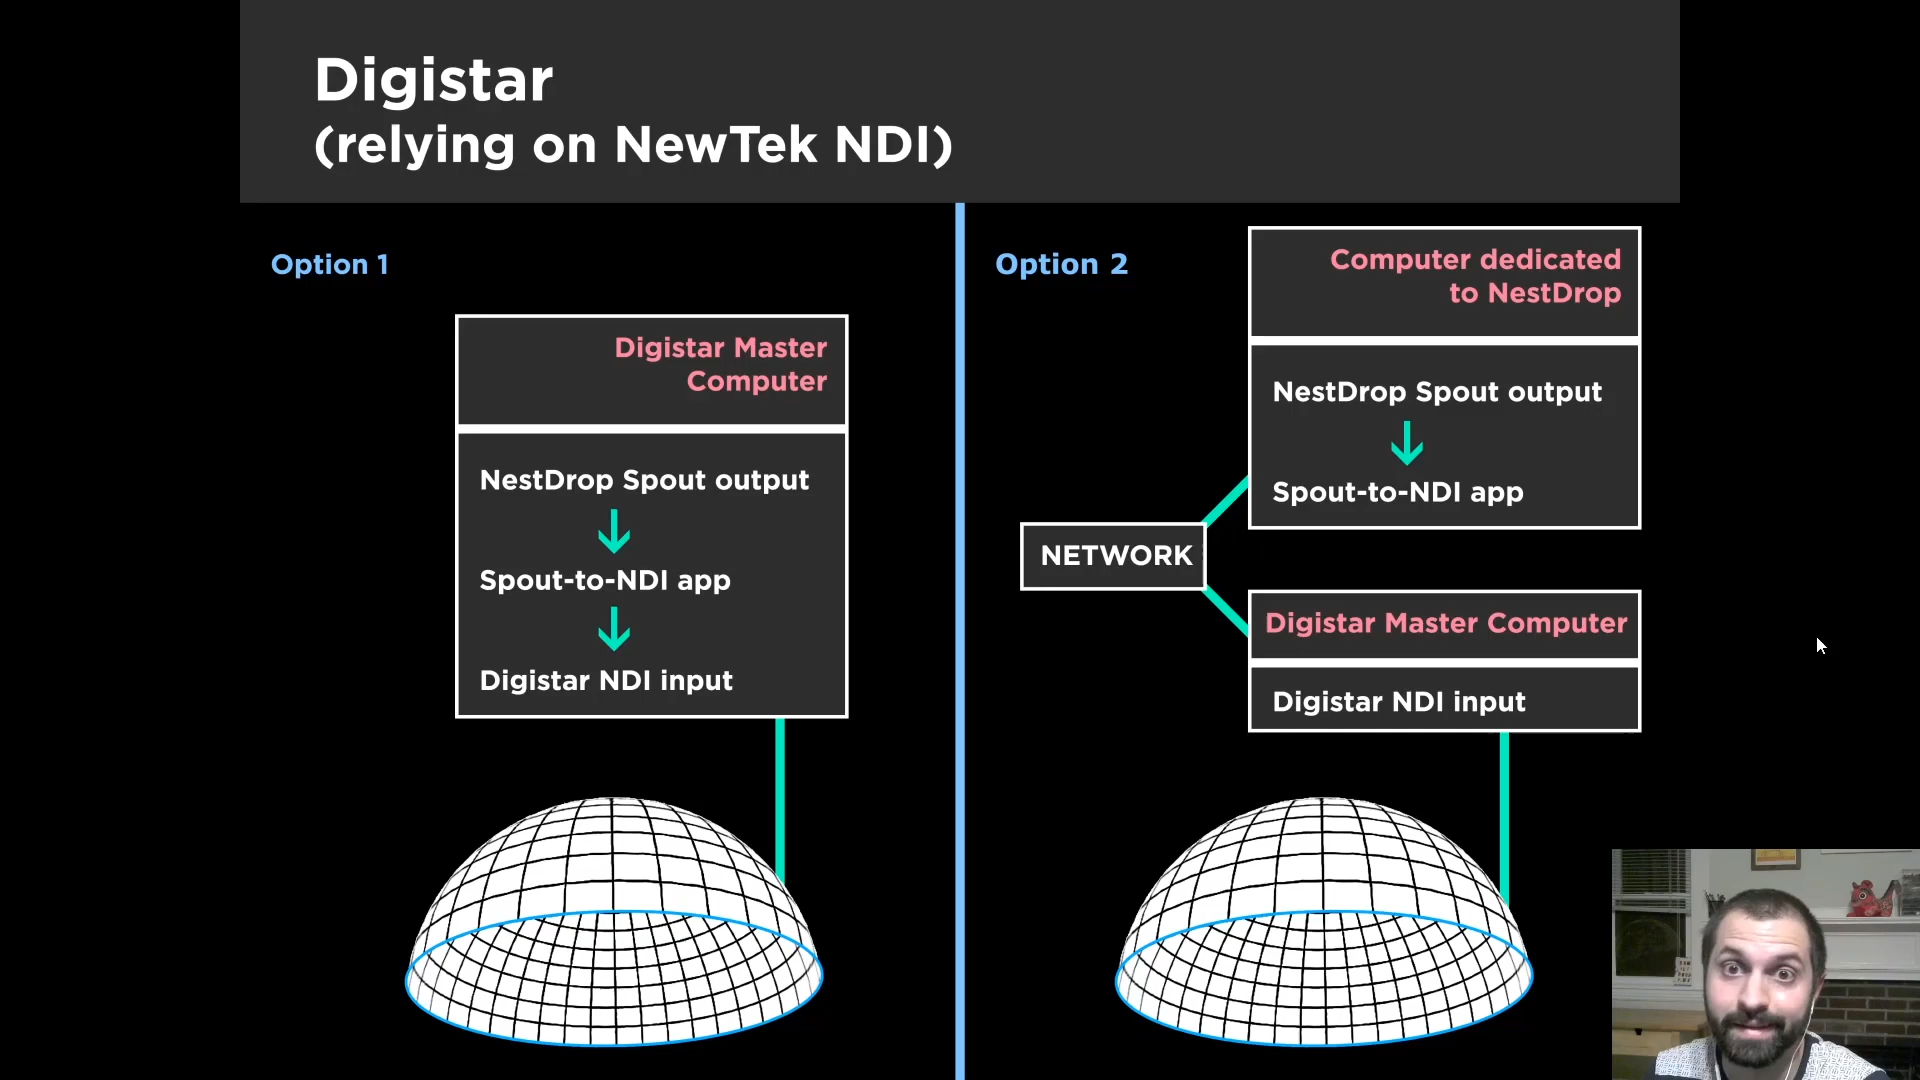 Digistar
(relying on NewTek NDI)
Option 1
Digistar Master
Computer
NestDrop Spout output
Spout-to-NDI app
Digistar NDI input
Option 2
Computer dedicated
to NestDrop
NestDrop Spout output
Spout-to-NDI app
NETWORK
Digistar Master Computer
Digistar NDI input